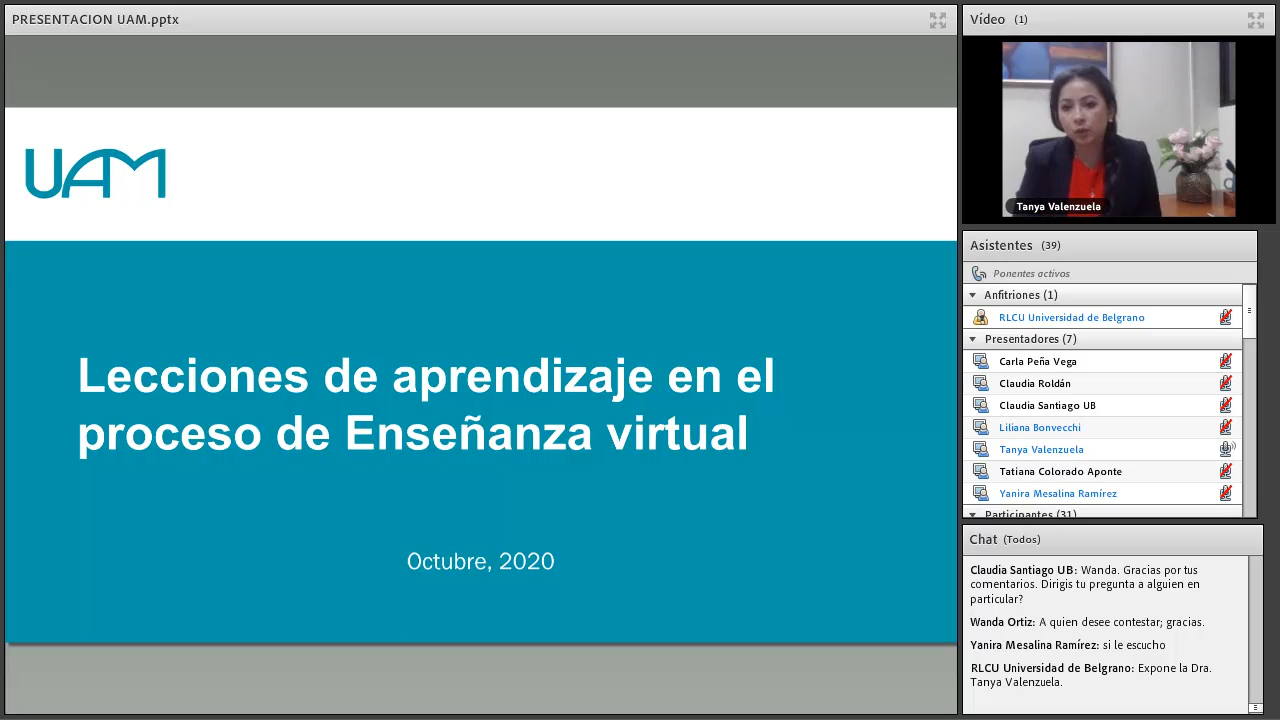 PRESENTACION UAM.pptx
UAM
Lecciones de aprendizaje en el
proceso de Enseñanza virtual
Octubre, 2020
Vídeo (1)
Tanya Valenzuela
Asistentes (39)
Ponentes activos
Anfitriones (1)
RLCU Universidad de Belgrano
Presentadores (7)
Carla Peña Vega
Claudia Roldán
Claudia Santiago UB
Liliana Bonvecchi
Tanya Valenzuela
Tatiana Colorado Aponte
Yanira Mesalina Ramírez
Participantes (31)
Chat (Todos)
Claudia Santiago UB: Wanda. Gracias por tus
comentarios. Dirigis tu pregunta a alguien en
particular?
Wanda Ortiz: A quien desee contestar; gracias.
Yanira Mesalina Ramírez: si le escucho
RLCU Universidad de Belgrano: Expone la Dra.
Tanya Valenzuela.